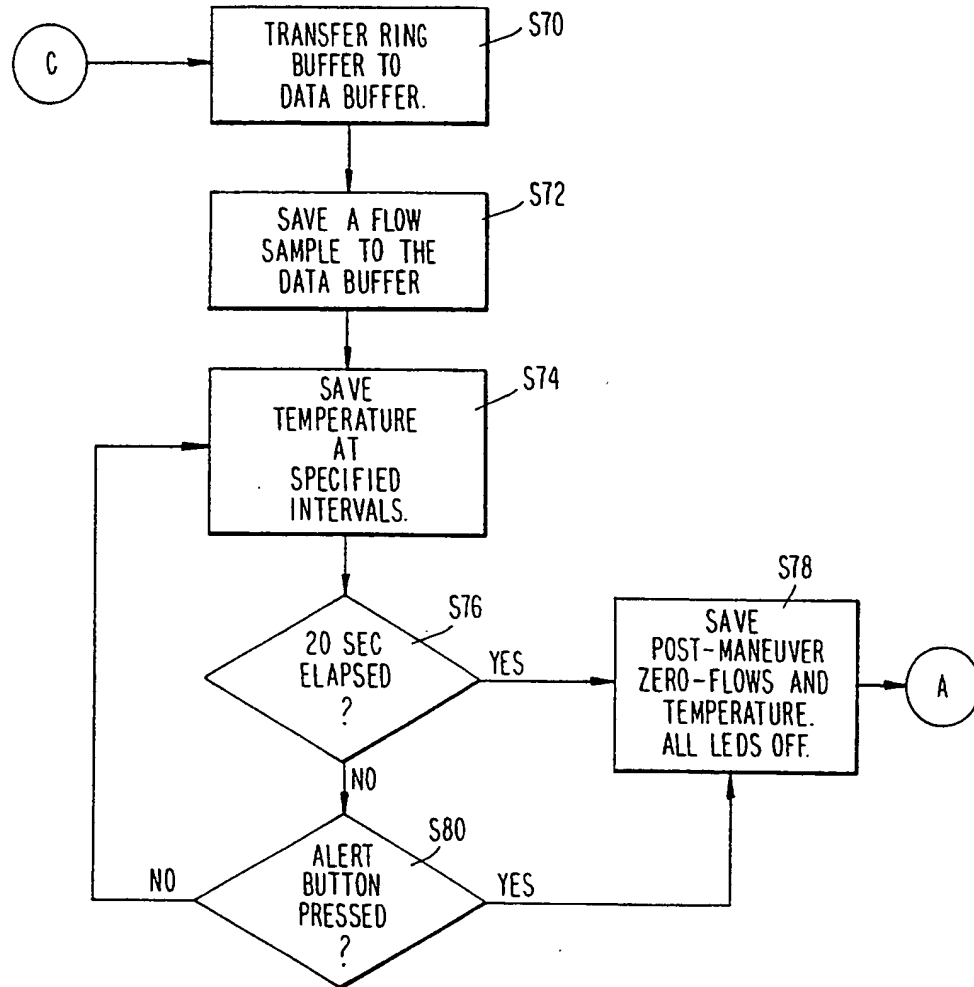 C
TRANSFER RING
BUFFER TO
DATA BUFFER.
S70
SAVE A FLOW
SAMPLE TO THE
DATA BUFFER
S72
SAVE
TEMPERATURE
AT
SPECIFIED
INTERVALS.
S74
20 SEC
ELAPSED
?
S76
YES
NO
SAVE
POST-MANEUVER
ZERO-FLOWS AND
TEMPERATURE.
ALL LEDS OFF.
S78
A
ALERT
BUTTON
PRESSED
?
S80
NO
YES